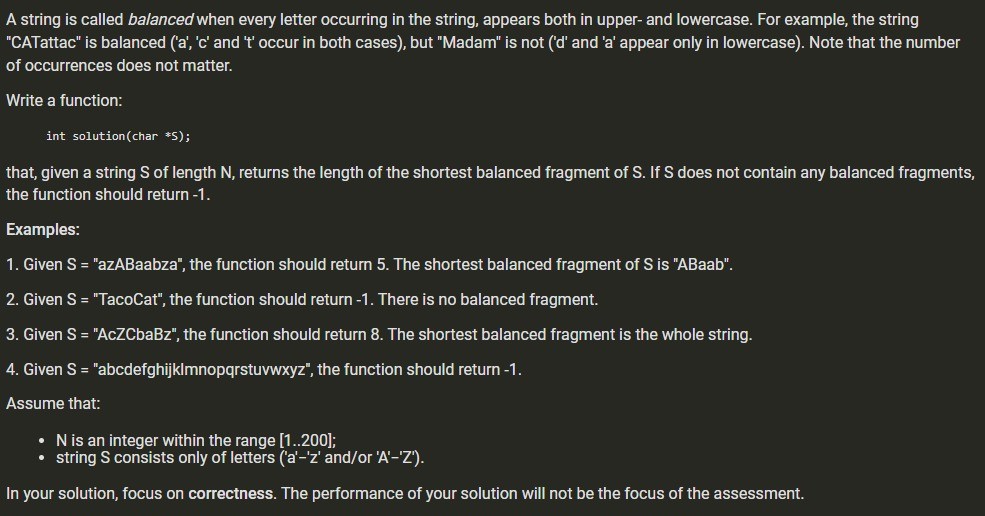 A string is called balanced when every letter occurring in the string, appears both in upper- and lowercase. For example, the string
"CATattac" is balanced ('a', 'c' and 't' occur in both cases), but "Madam" is not ('d' and 'a' appear only in lowercase). Note that the number
of occurrences does not matter.
Write a function:
int solution(char *S);
that, given a string S of length N, returns the length of the shortest balanced fragment of S. If S does not contain any balanced fragments,
the function should return -1.
Examples:
1. Given S = "azABaabza", the function should return 5. The shortest balanced fragment of S is "ABaab".
2. Given S = "TacoCat", the function should return -1. There is no balanced fragment.
3. Given S = "AcZCbaBz", the function should return 8. The shortest balanced fragment is the whole string.
4. Given S = "abcdefghijklmnopqrstuvwxyz", the function should return -1.
Assume that:
• N is an integer within the range [1..200];
• string S consists only of letters ('a'-'z' and/or 'A'-'Z').
In your solution, focus on correctness. The performance of your solution will not be the focus of the assessment.